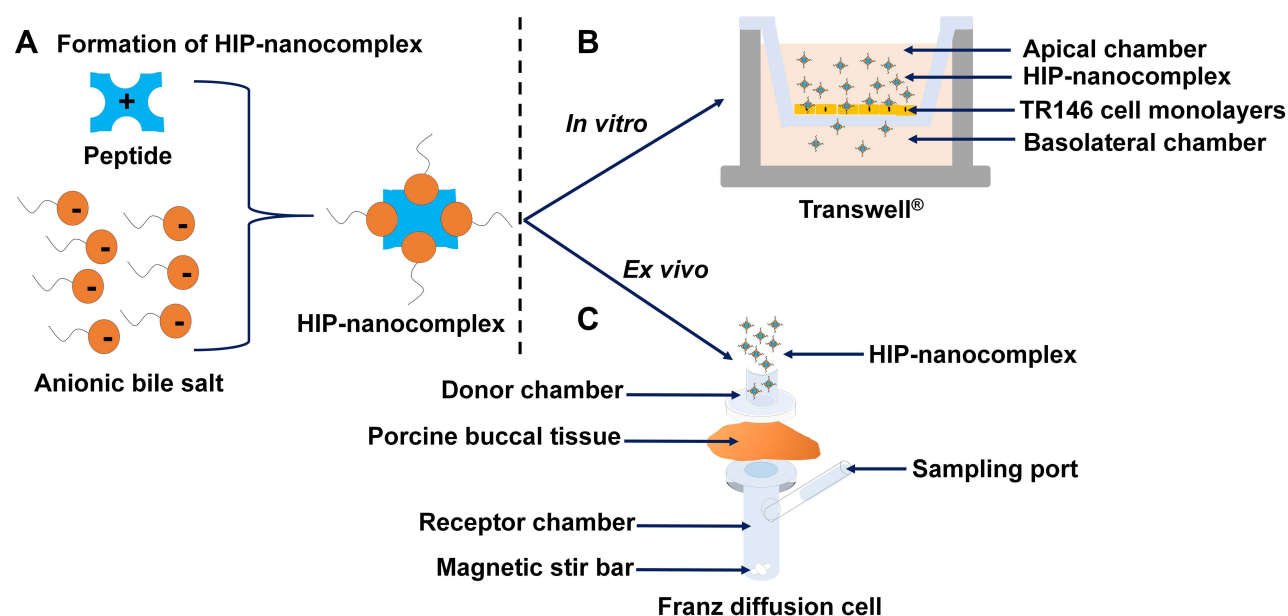 A Formation of HIP-nanocomplex
+
Peptide
-
-
-
-
-
-
-
Anionic bile salt
HIP-nanocomplex
In vitro
Ex vivo
B
Apical chamber
HIP-nanocomplex
TR146 cell monolayers
Basolateral chamber
Transwell®
C
HIP-nanocomplex
Donor chamber
Porcine buccal tissue
Sampling port
Receptor chamber
Magnetic stir bar
Franz diffusion cell